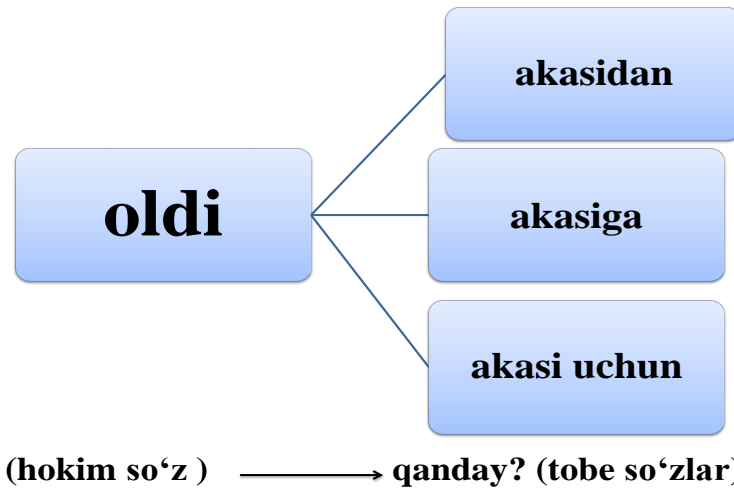 akasidan
oldi
akasiga
akasi uchun
(hokim so‘z ) qanday? (tobe so‘zlar)